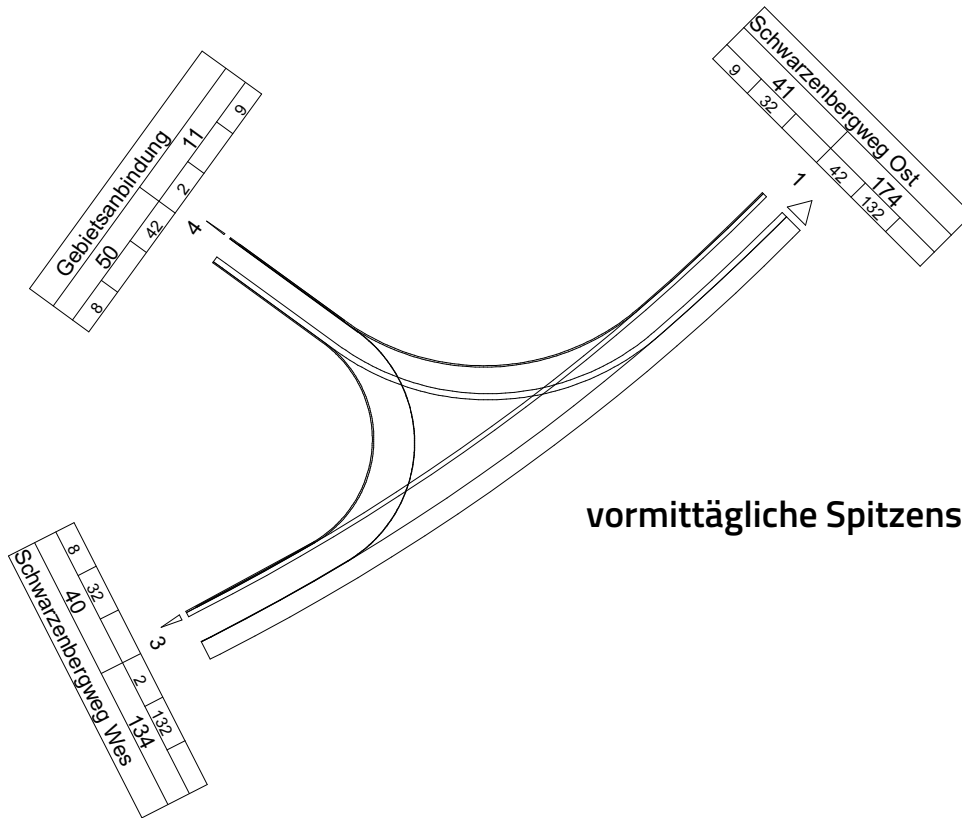 Gebietsanbindung
50 11
8 42 2 9
4
Schwarzenbergweg Ost
41 174
9 32 42 132
1
vormittägliche Spitzens
3
8 32 2 132
40 134
Schwarzenbergweg Wes